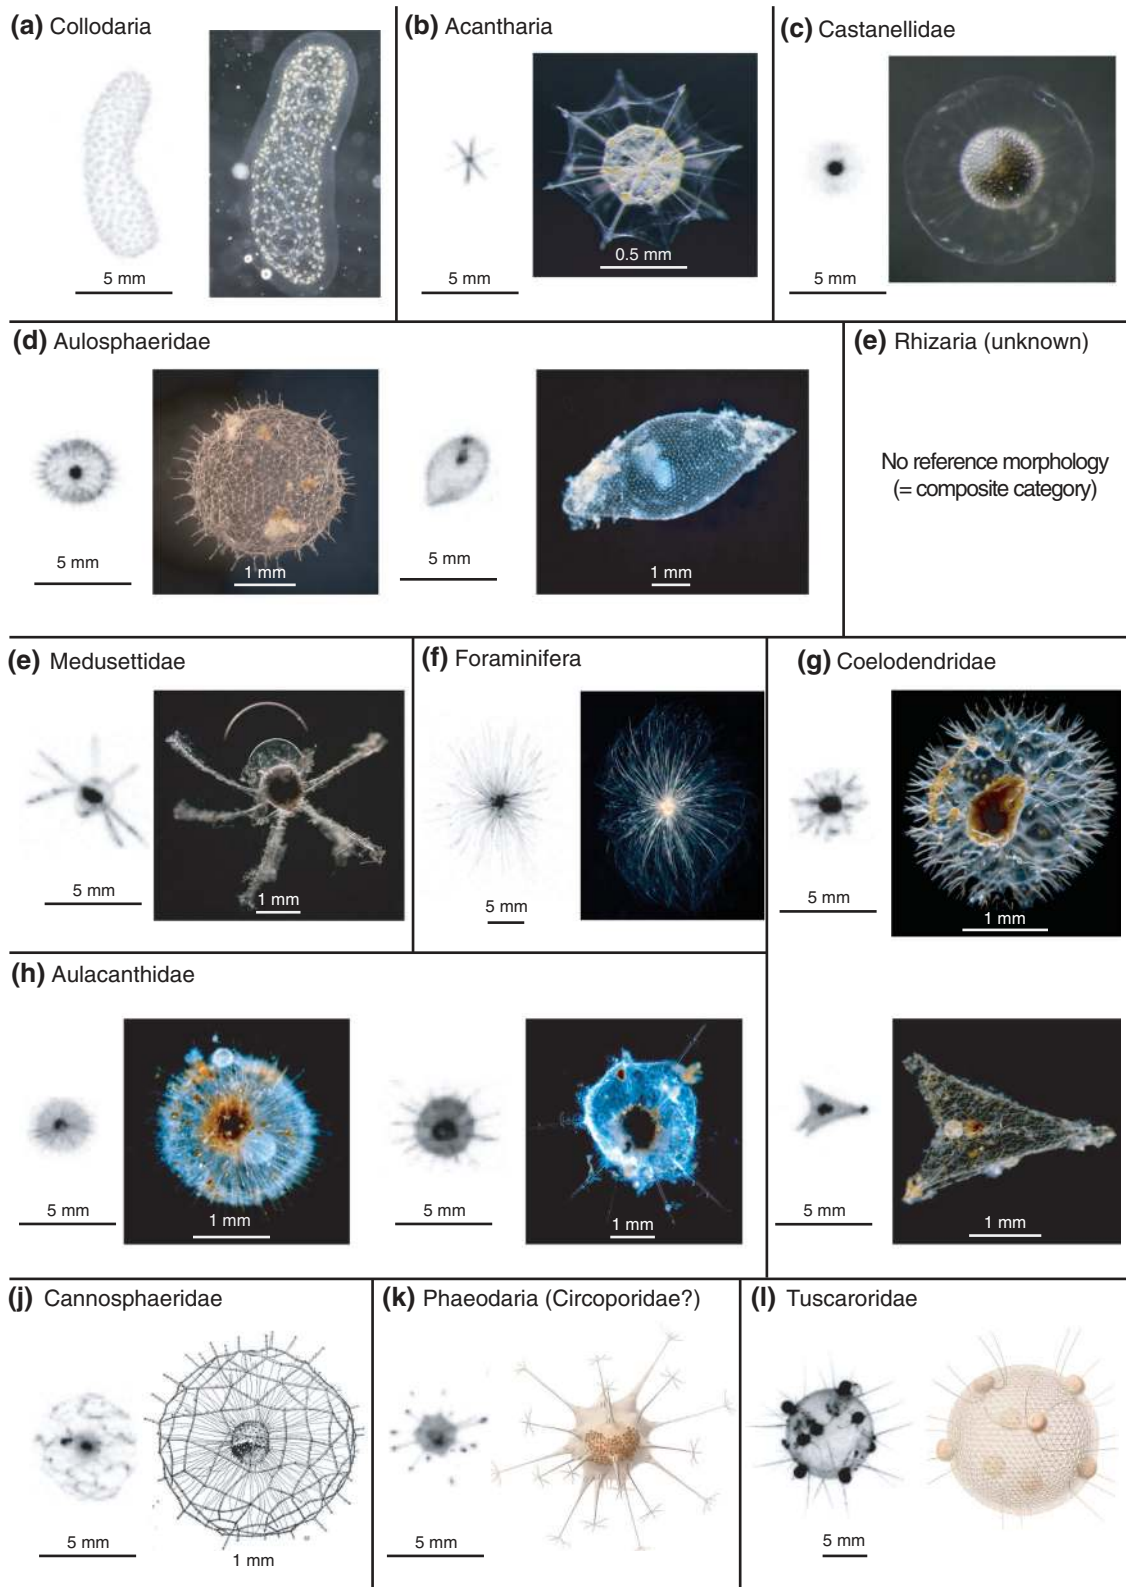 (a) Collodaria
5 mm
(b) Acantharia
5 mm
0.5 mm
(c) Castanellidae
5 mm
(d) Aulosphaeridae
5 mm
1 mm
5 mm
1 mm
(e) Rhizaria (unknown)
No reference morphology
(= composite category)
(e) Medusettidae
5 mm
1 mm
(f) Foraminifera
5 mm
(g) Coelodendridae
5 mm
1 mm
5 mm
1 mm
(h) Aulacanthidae
5 mm
1 mm
5 mm
1 mm
(j) Cannosphaeridae
5 mm
1 mm
(k) Phaeodaria (Circoporidae?)
5 mm
(l) Tuscaroridae
5 mm